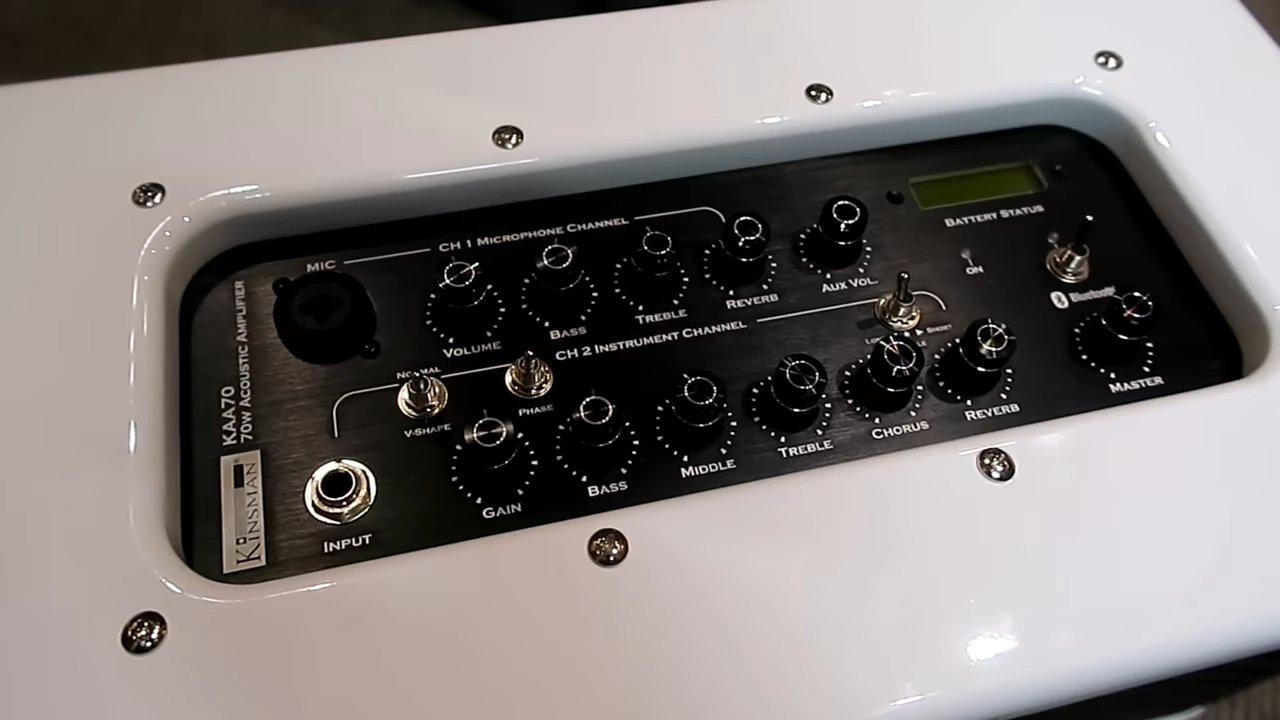 KAA70
70W ACOUSTIC AMPLIFIER
KINSMAN
MIC
CH 1 MICROPHONE CHANNEL
VOLUME
BASS
TREBLE
REVERB
AUX VOL.
BATTERY STATUS
ON
Bluetooth
MASTER
CH 2 INSTRUMENT CHANNEL
NORMAL
V-SHAPE
PHASE
SHORT
INPUT
GAIN
BASS
MIDDLE
TREBLE
CHORUS
REVERB